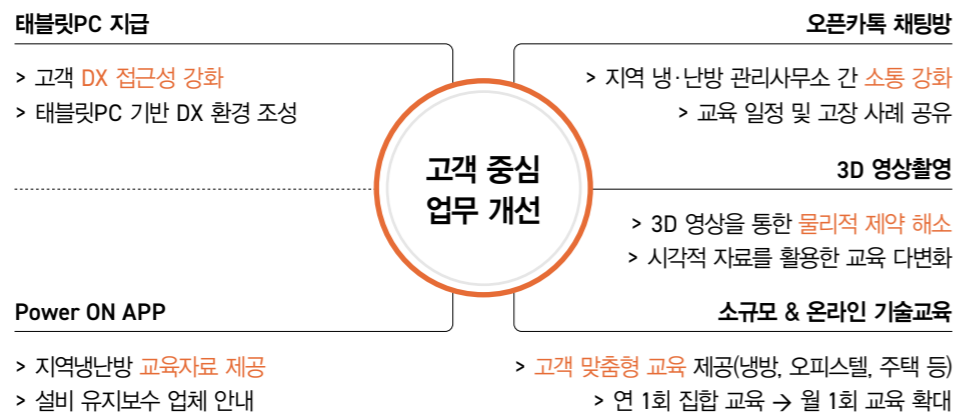 태블릿PC 지급
> 고객 DX 접근성 강화
> 태블릿PC 기반 DX 환경 조성
Power ON APP
> 지역냉난방 교육자료 제공
> 설비 유지보수 업체 안내
고객 중심
업무 개선
오픈카톡 채팅방
> 지역 냉·난방 관리사무소 간 소통 강화
> 교육 일정 및 고장 사례 공유
3D 영상촬영
> 3D 영상을 통한 물리적 제약 해소
> 시각적 자료를 활용한 교육 다변화
소규모 & 온라인 기술교육
> 고객 맞춤형 교육 제공(냉방, 오피스텔, 주택 등)
> 연 1회 집합 교육 → 월 1회 교육 확대